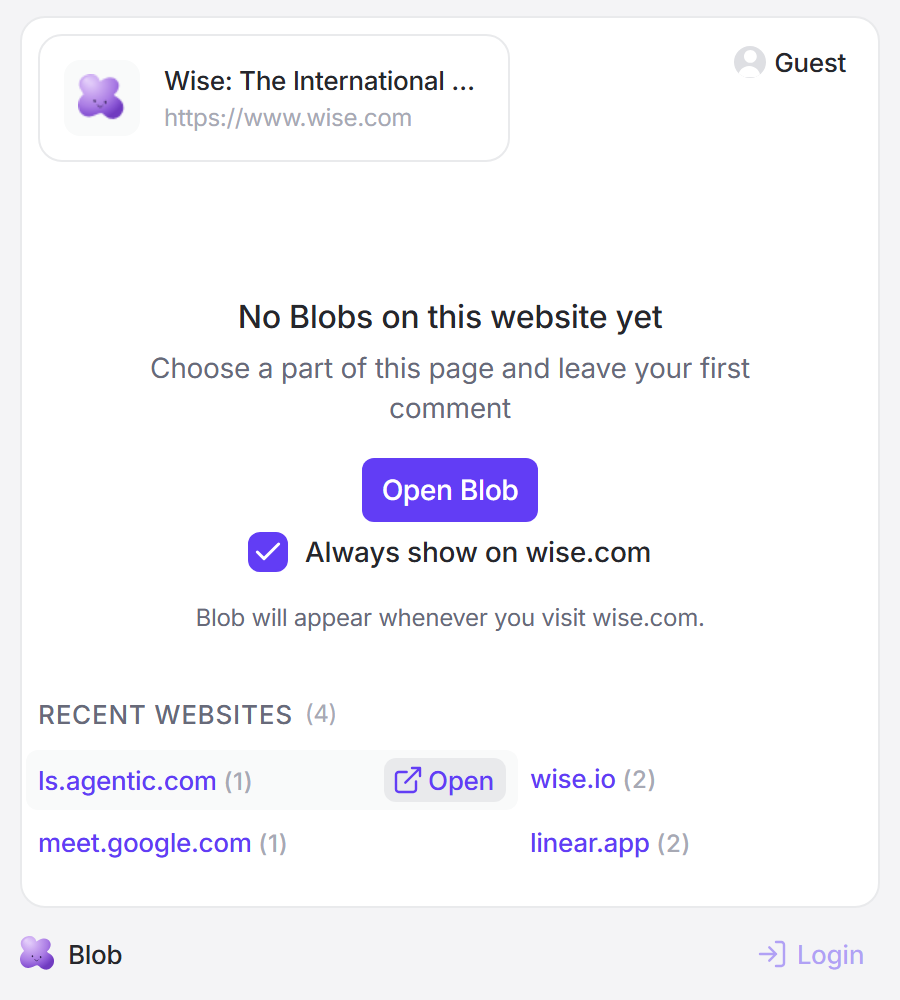 Wise: The International ...
https://www.wise.com
Guest
No Blobs on this website yet
Choose a part of this page and leave your first
comment
Open Blob
Always show on wise.com
Blob will appear whenever you visit wise.com.
RECENT WEBSITES (4)
ls.agentic.com (1) Open wise.io (2)
meet.google.com (1) linear.app (2)
Blob Login